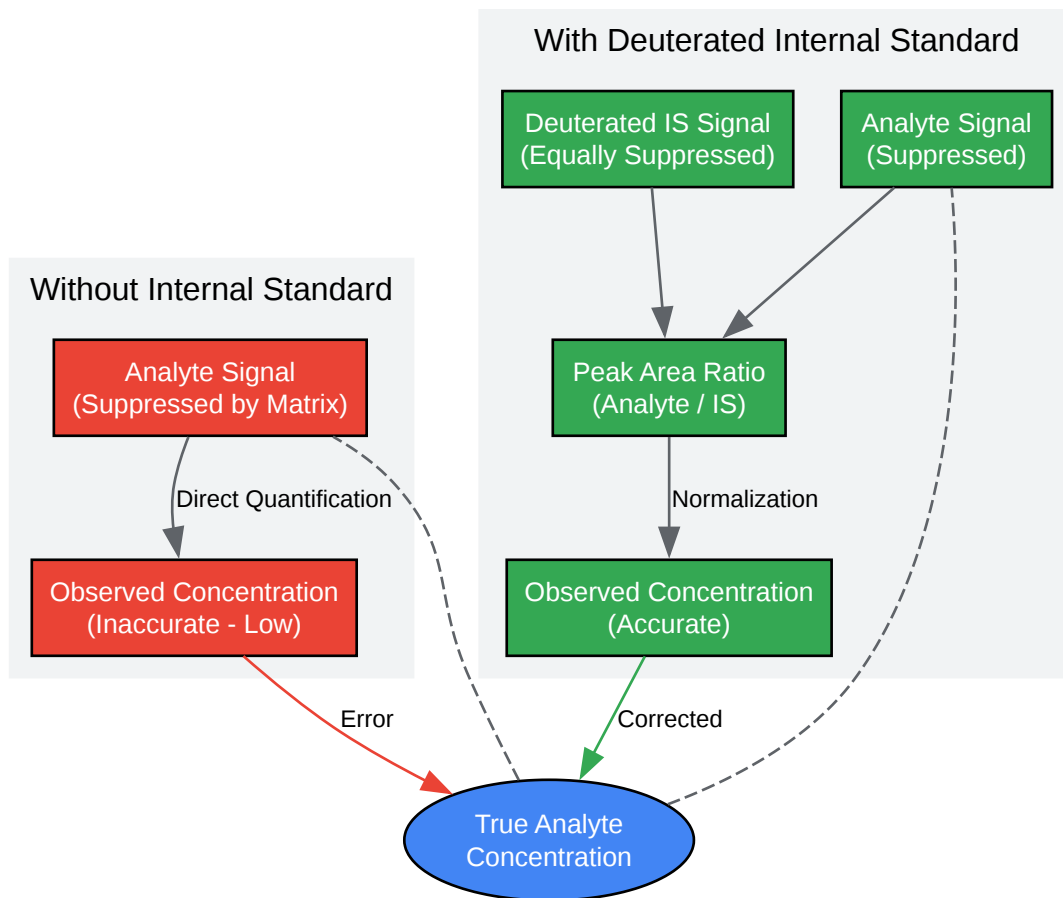 With Deuterated Internal Standard
Deuterated IS Signal
(Equally Suppressed)
Analyte Signal
(Suppressed)
Without Internal Standard
Analyte Signal
(Suppressed by Matrix)
Peak Area Ratio
(Analyte / IS)
Direct Quantification
Normalization
Observed Concentration
(Inaccurate - Low)
Observed Concentration
(Accurate)
Error
Corrected
True Analyte
Concentration